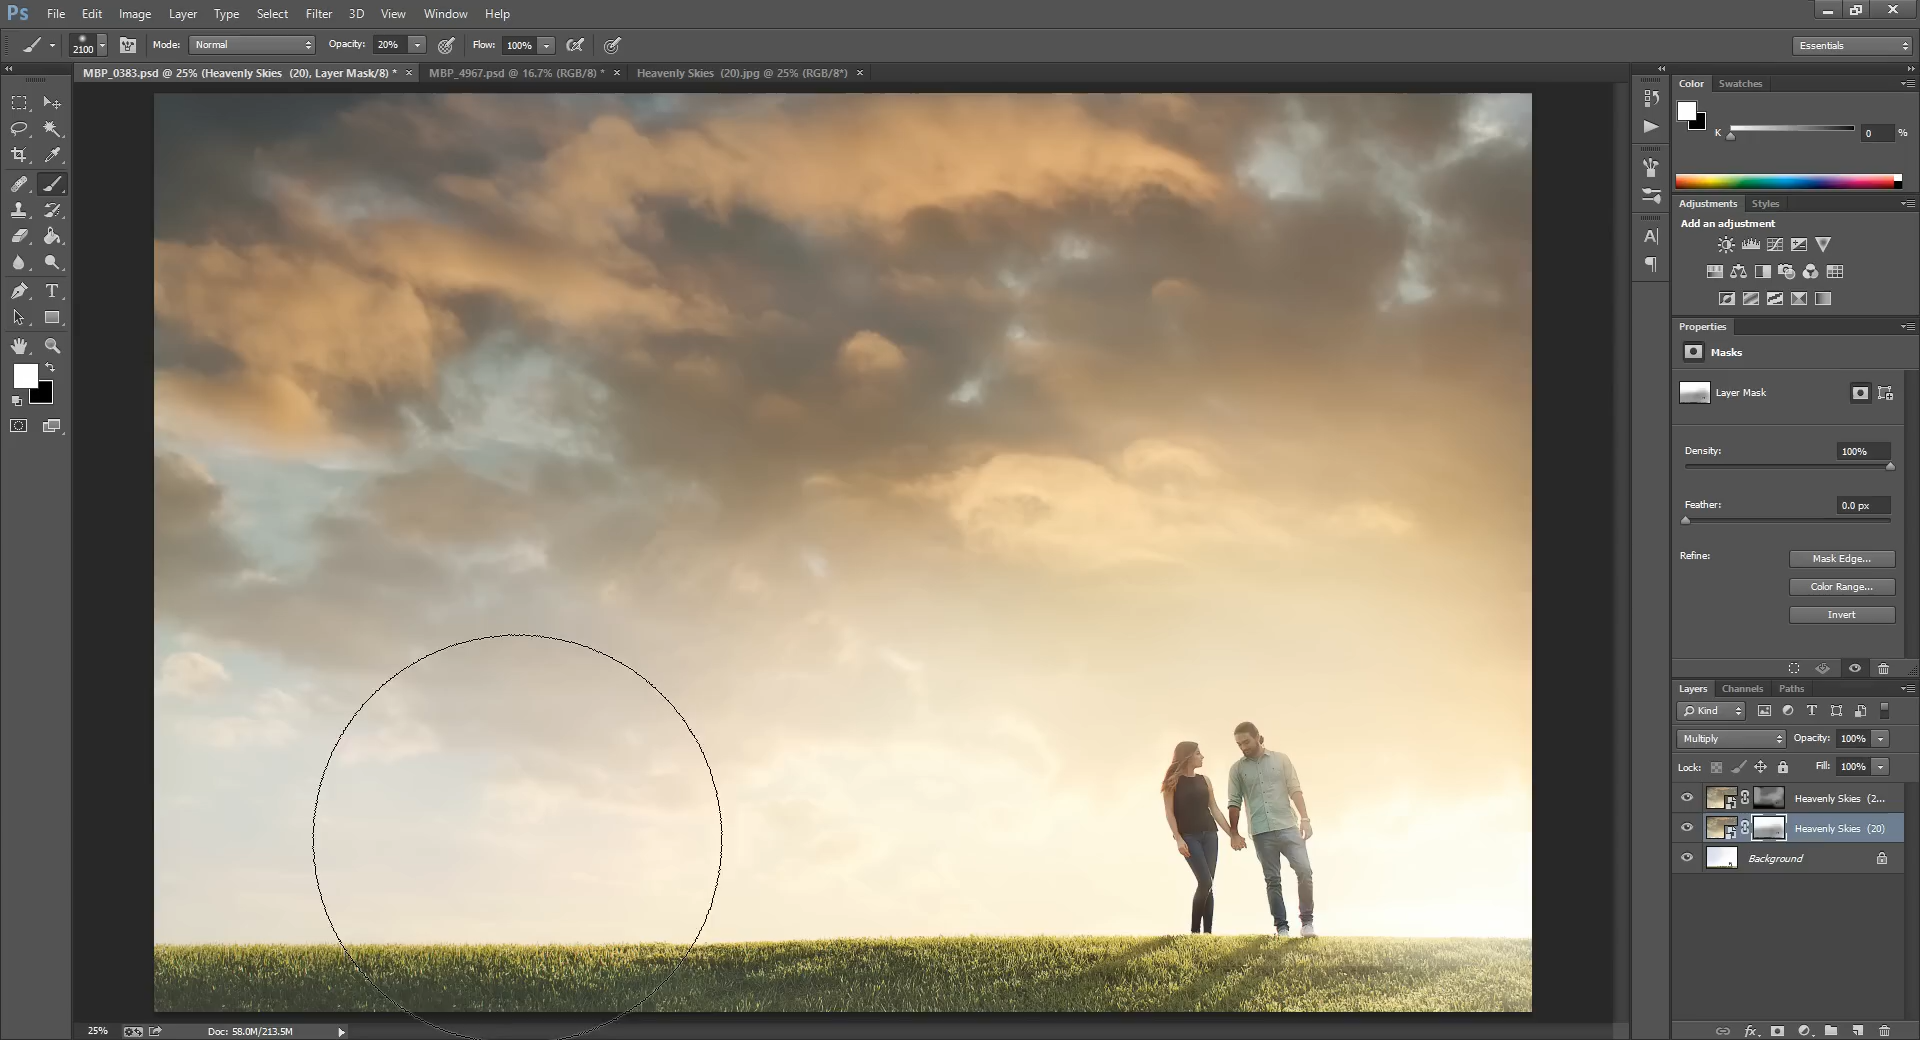 Ps File Edit Image Layer Type Select Filter 3D View Window Help
2100 Mode: Normal Opacity: 20% Flow: 100% Essentials
MBP_0383.psd @ 25% (Heavenly Skies (20), Layer Mask/8) * × MBP_4967.psd @ 16.7% (RGB/8) * × Heavenly Skies (20).jpg @ 25% (RGB/8*) ×
Color Swatches
K 0 %
Adjustments Styles
Add an adjustment
Properties
Masks
Layer Mask
Density: 100%
Feather: 0.0 px
Refine: Mask Edge...
Color Range...
Invert
Layers Channels Paths
Kind
Multiply Opacity: 100%
Lock: Fill: 100%
Heavenly Skies (2...
Heavenly Skies (20)
Background
25% Doc: 58.0M/213.5M